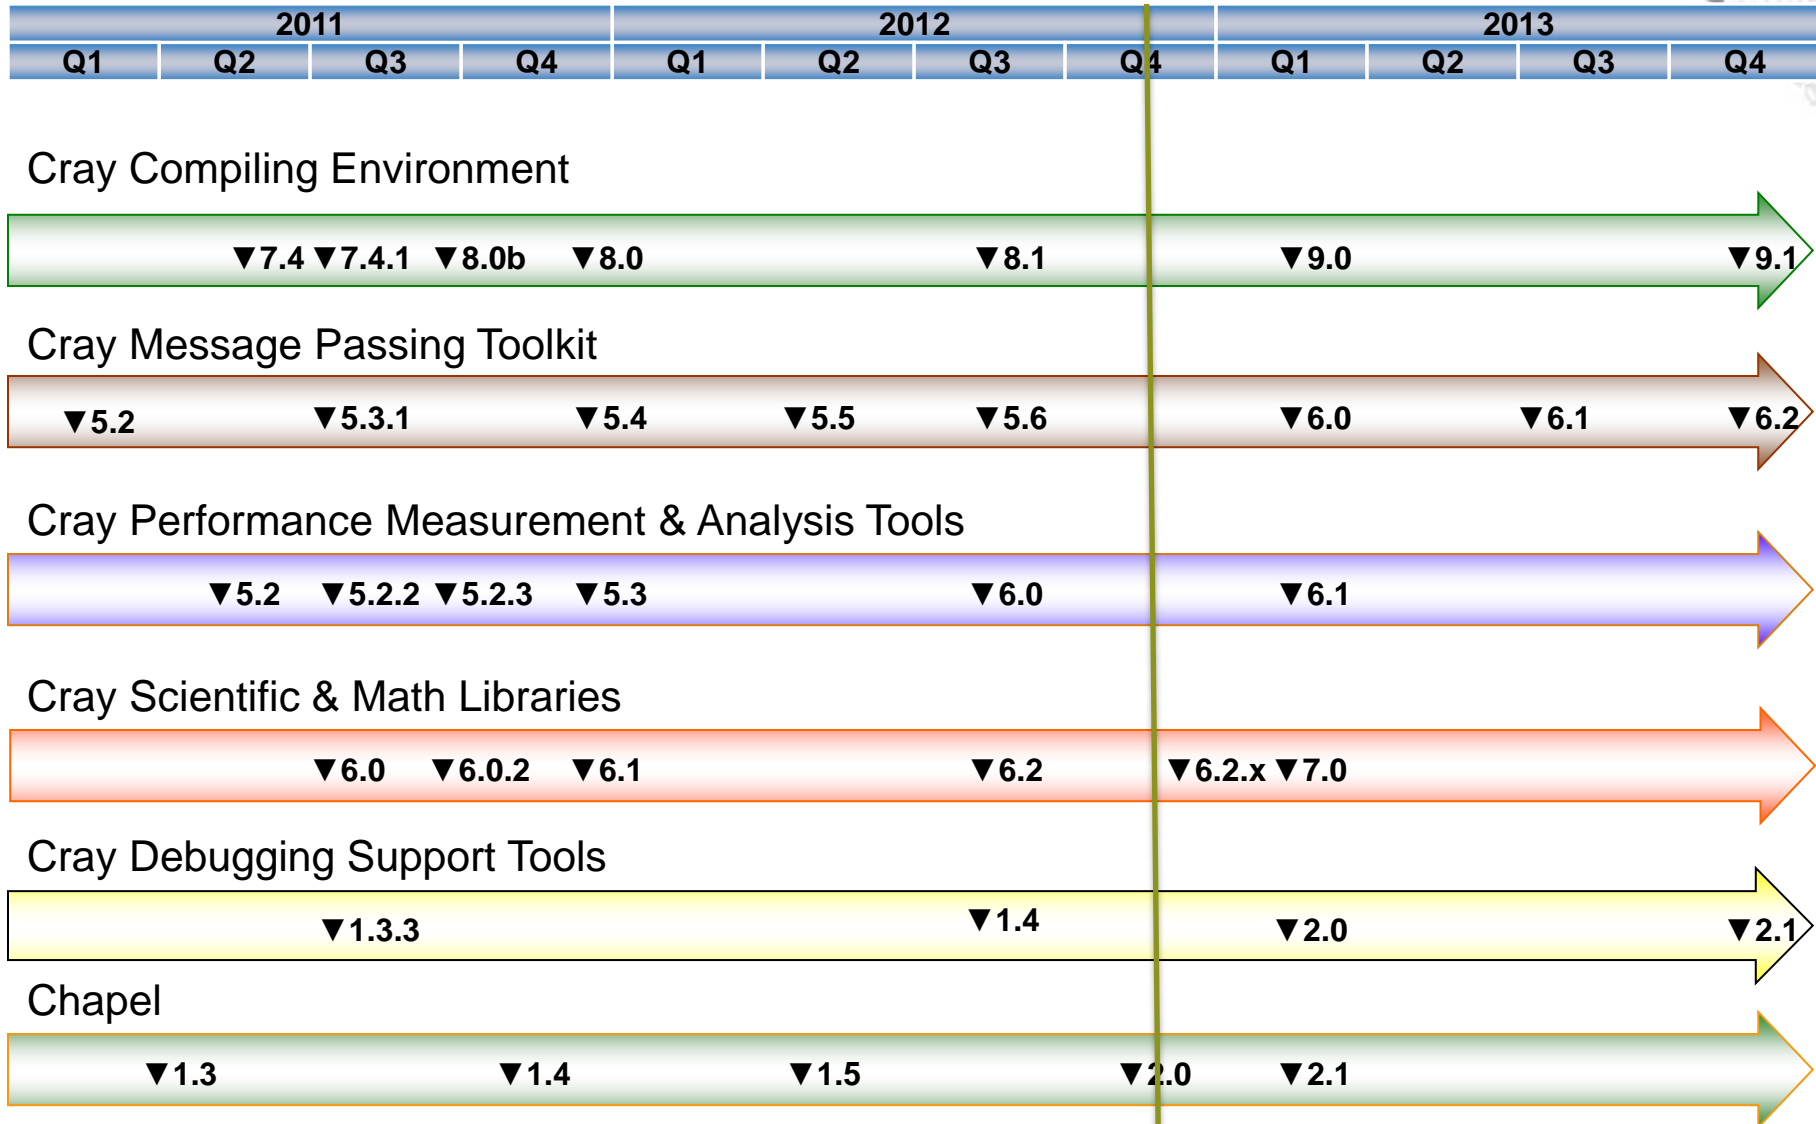 2011 2012 2013
Q1 Q2 Q3 Q4 Q1 Q2 Q3 Q4 Q1 Q2 Q3 Q4
Cray Compiling Environment
▼7.4 ▼7.4.1 ▼8.0b ▼8.0 ▼8.1 ▼9.0 ▼9.1
Cray Message Passing Toolkit
▼5.2 ▼5.3.1 ▼5.4 ▼5.5 ▼5.6 ▼6.0 ▼6.1 ▼6.2
Cray Performance Measurement & Analysis Tools
▼5.2 ▼5.2.2 ▼5.2.3 ▼5.3 ▼6.0 ▼6.1
Cray Scientific & Math Libraries
▼6.0 ▼6.0.2 ▼6.1 ▼6.2 ▼6.2.x ▼7.0
Cray Debugging Support Tools
▼1.3.3 ▼1.4 ▼2.0 ▼2.1
Chapel
▼1.3 ▼1.4 ▼1.5 ▼2.0 ▼2.1